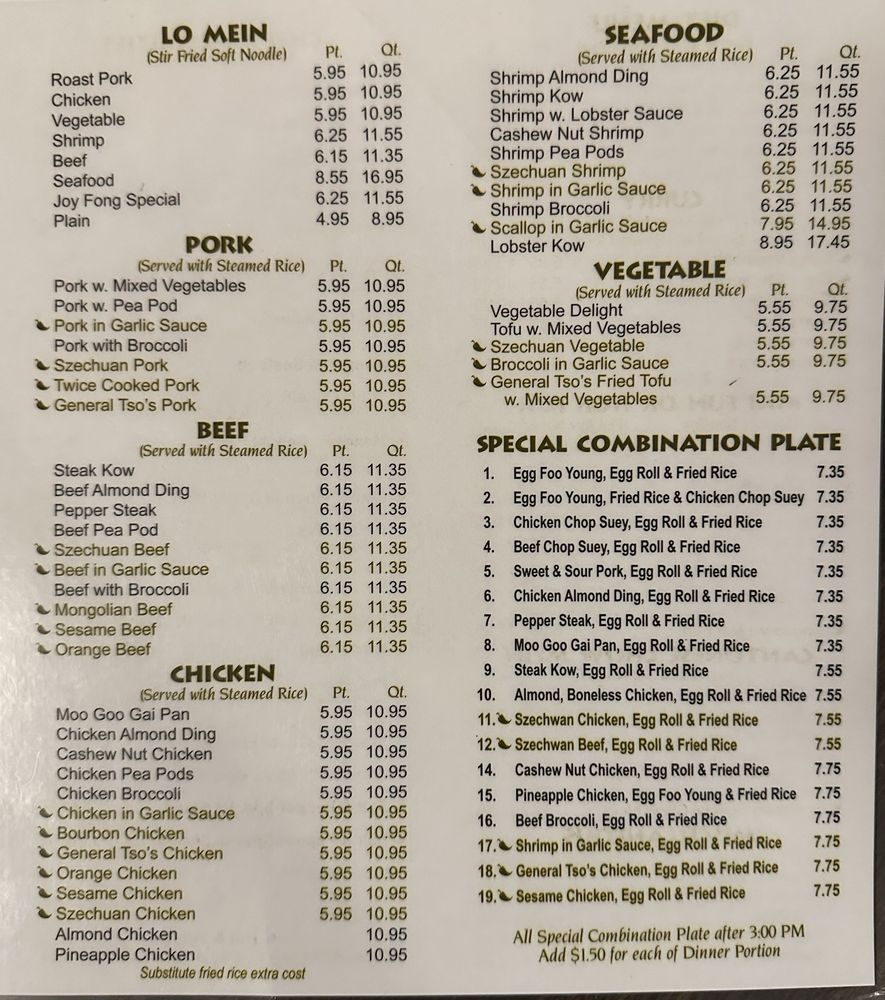 LO MEIN
(Stir Fried Soft Noodle) Pt. Qt.
Roast Pork 5.95 10.95
Chicken 5.95 10.95
Vegetable 5.95 10.95
Shrimp 6.25 11.55
Beef 6.15 11.35
Seafood 8.55 16.95
Joy Fong Special 6.25 11.55
Plain 4.95 8.95
PORK
(Served with Steamed Rice) Pt. Qt.
Pork w. Mixed Vegetables 5.95 10.95
Pork w. Pea Pod 5.95 10.95
Pork in Garlic Sauce 5.95 10.95
Pork with Broccoli 5.95 10.95
Szechuan Pork 5.95 10.95
Twice Cooked Pork 5.95 10.95
General Tso's Pork 5.95 10.95
BEEF
(Served with Steamed Rice) Pt. Qt.
Steak Kow 6.15 11.35
Beef Almond Ding 6.15 11.35
Pepper Steak 6.15 11.35
Beef Pea Pod 6.15 11.35
Szechuan Beef 6.15 11.35
Beef in Garlic Sauce 6.15 11.35
Beef with Broccoli 6.15 11.35
Mongolian Beef 6.15 11.35
Sesame Beef 6.15 11.35
Orange Beef 6.15 11.35
CHICKEN
(Served with Steamed Rice) Pt. Qt.
Moo Goo Gai Pan 5.95 10.95
Chicken Almond Ding 5.95 10.95
Cashew Nut Chicken 5.95 10.95
Chicken Pea Pods 5.95 10.95
Chicken Broccoli 5.95 10.95
Chicken in Garlic Sauce 5.95 10.95
Bourbon Chicken 5.95 10.95
General Tso's Chicken 5.95 10.95
Orange Chicken 5.95 10.95
Sesame Chicken 5.95 10.95
Szechuan Chicken 5.95 10.95
Almond Chicken 10.95
Pineapple Chicken 10.95
Substitute fried rice extra cost
SEAFOOD
(Served with Steamed Rice) Pt. Qt.
Shrimp Almond Ding 6.25 11.55
Shrimp Kow 6.25 11.55
Shrimp w. Lobster Sauce 6.25 11.55
Cashew Nut Shrimp 6.25 11.55
Shrimp Pea Pods 6.25 11.55
Szechuan Shrimp 6.25 11.55
Shrimp in Garlic Sauce 6.25 11.55
Shrimp Broccoli 6.25 11.55
Scallop in Garlic Sauce 7.95 14.95
Lobster Kow 8.95 17.45
VEGETABLE
(Served with Steamed Rice) Pt. Qt.
Vegetable Delight 5.55 9.75
Tofu w. Mixed Vegetables 5.55 9.75
Szechuan Vegetable 5.55 9.75
Broccoli in Garlic Sauce 5.55 9.75
General Tso's Fried Tofu
w. Mixed Vegetables 5.55 9.75
SPECIAL COMBINATION PLATE
1. Egg Foo Young, Egg Roll & Fried Rice 7.35
2. Egg Foo Young, Fried Rice & Chicken Chop Suey 7.35
3. Chicken Chop Suey, Egg Roll & Fried Rice 7.35
4. Beef Chop Suey, Egg Roll & Fried Rice 7.35
5. Sweet & Sour Pork, Egg Roll & Fried Rice 7.35
6. Chicken Almond Ding, Egg Roll & Fried Rice 7.35
7. Pepper Steak, Egg Roll & Fried Rice 7.35
8. Moo Goo Gai Pan, Egg Roll & Fried Rice 7.35
9. Steak Kow, Egg Roll & Fried Rice 7.55
10. Almond, Boneless Chicken, Egg Roll & Fried Rice 7.55
11. Szechwan Chicken, Egg Roll & Fried Rice 7.55
12. Szechwan Beef, Egg Roll & Fried Rice 7.55
14. Cashew Nut Chicken, Egg Roll & Fried Rice 7.75
15. Pineapple Chicken, Egg Foo Young & Fried Rice 7.75
16. Beef Broccoli, Egg Roll & Fried Rice 7.75
17. Shrimp in Garlic Sauce, Egg Roll & Fried Rice 7.75
18. General Tso's Chicken, Egg Roll & Fried Rice 7.75
19. Sesame Chicken, Egg Roll & Fried Rice 7.75
All Special Combination Plate after 3:00 PM
Add $1.50 for each of Dinner Portion